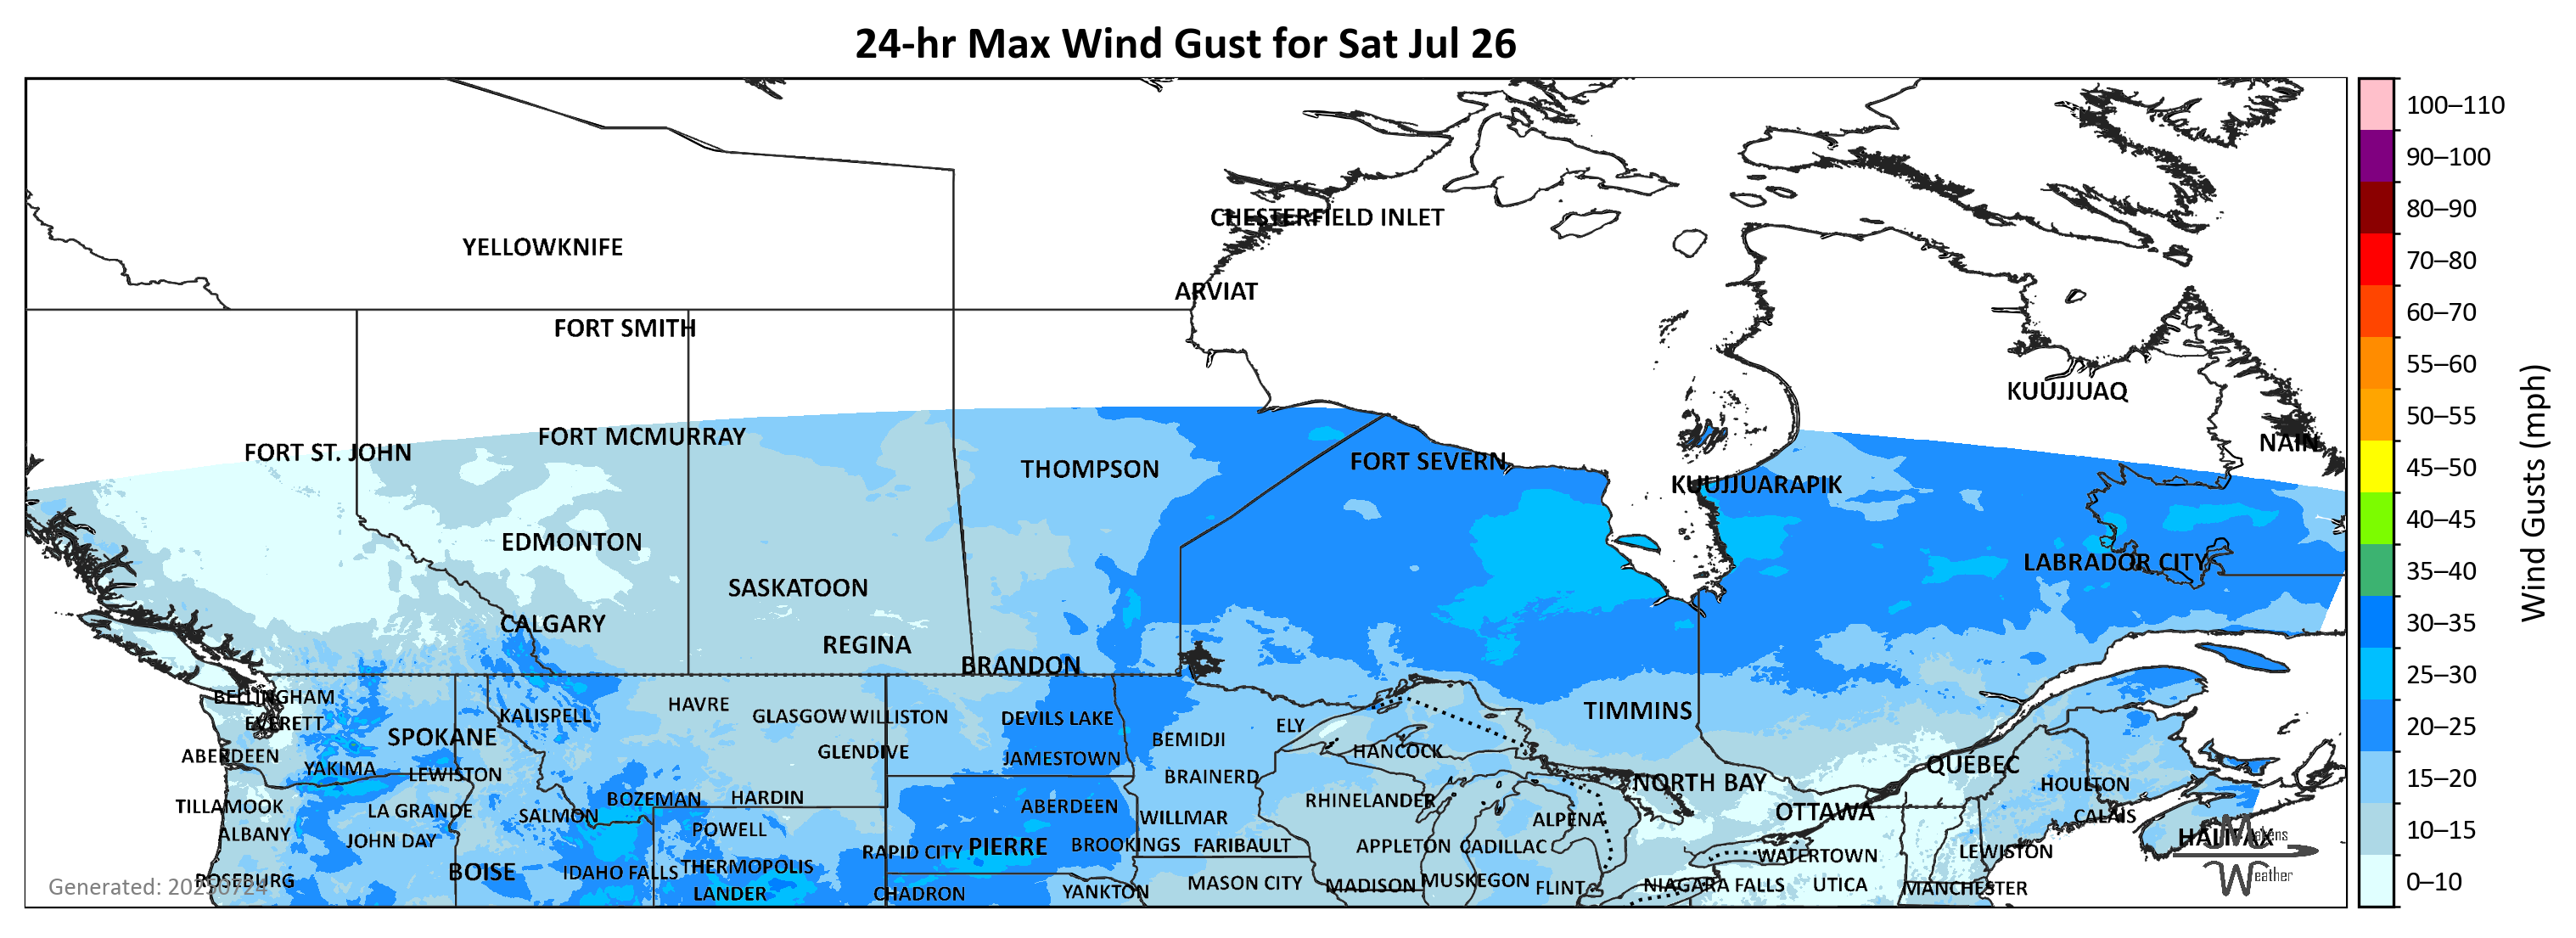 24-hr Max Wind Gust for Sat Jul 26
100–110
90–100
80–90
70–80
60–70
55–60
50–55
45–50
40–45
35–40
30–35
25–30
20–25
15–20
10–15
0–10
Wind Gusts (mph)
CHESTERFIELD INLET
YELLOWKNIFE
ARVIAT
FORT SMITH
KUUJJUAQ
FORT MCMURRAY
NAIN
FORT ST. JOHN
FORT SEVERN
THOMPSON
KUUJJUARAPIK
EDMONTON
LABRADOR CITY
SASKATOON
CALGARY
REGINA
BRANDON
BELLINGHAM
HAVRE
TIMMINS
KALISPELL
GLASGOW
WILLISTON
DEVILS LAKE
EVERETT
ELY
SPOKANE
BEMIDJI
HANCOCK
GLENDIVE
ABERDEEN
JAMESTOWN
QUÉBEC
YAKIMA
LEWISTON
BRAINERD
NORTH BAY
HOULTON
BOZEMAN
HARDIN
RHINELANDER
TILLAMOOK
ABERDEEN
LA GRANDE
OTTAWA
SALMON
WILLMAR
CALAIS
ALPENA
POWELL
ALBANY
HALIFAX
Makens
JOHN DAY
BROOKINGS
FARIBAULT
APPLETON
CADILLAC
PIERRE
RAPID CITY
WATERTOWN
LEWISTON
THERMOPOLIS
BOISE
IDAHO FALLS
Weather
ROSEBURG
MUSKEGON
MASON CITY
NIAGARA FALLS
UTICA
MADISON
FLINT
Generated: 20250724
MANCHESTER
YANKTON
LANDER
CHADRON